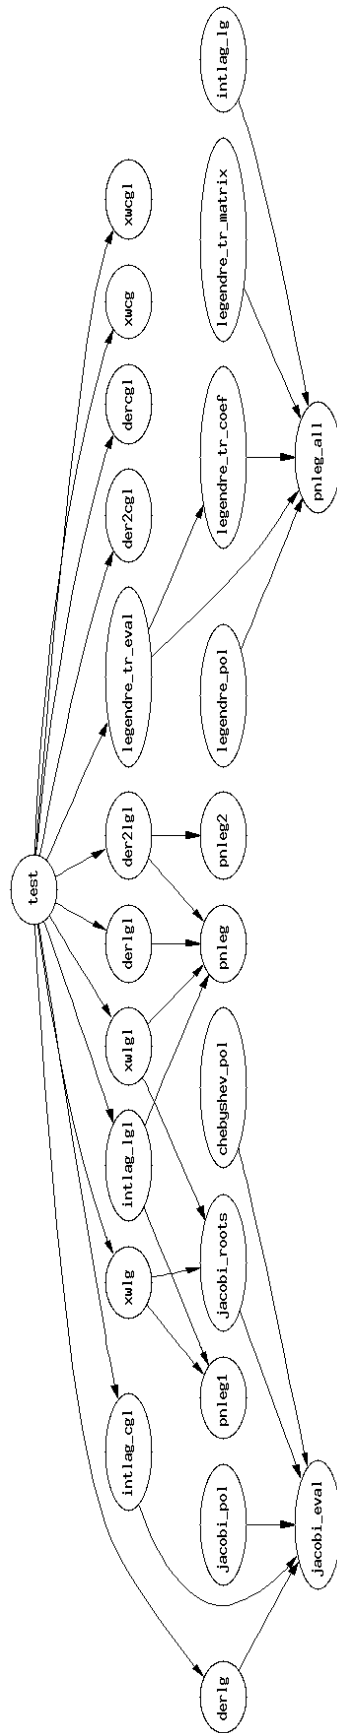 test
derlg
intlag_cgl
xwlg
intlag_lgl
xwlgl
derlgl
der2lgl
legendre_tr_eval
der2cgl
dercgl
xwcg
xwcgl
jacobi_pol
pnleg1
jacobi_roots
chebyshev_pol
pnleg
pnleg2
legendre_pol
legendre_tr_coef
legendre_tr_matrix
intlag_lg
jacobi_eval
pnleg_all